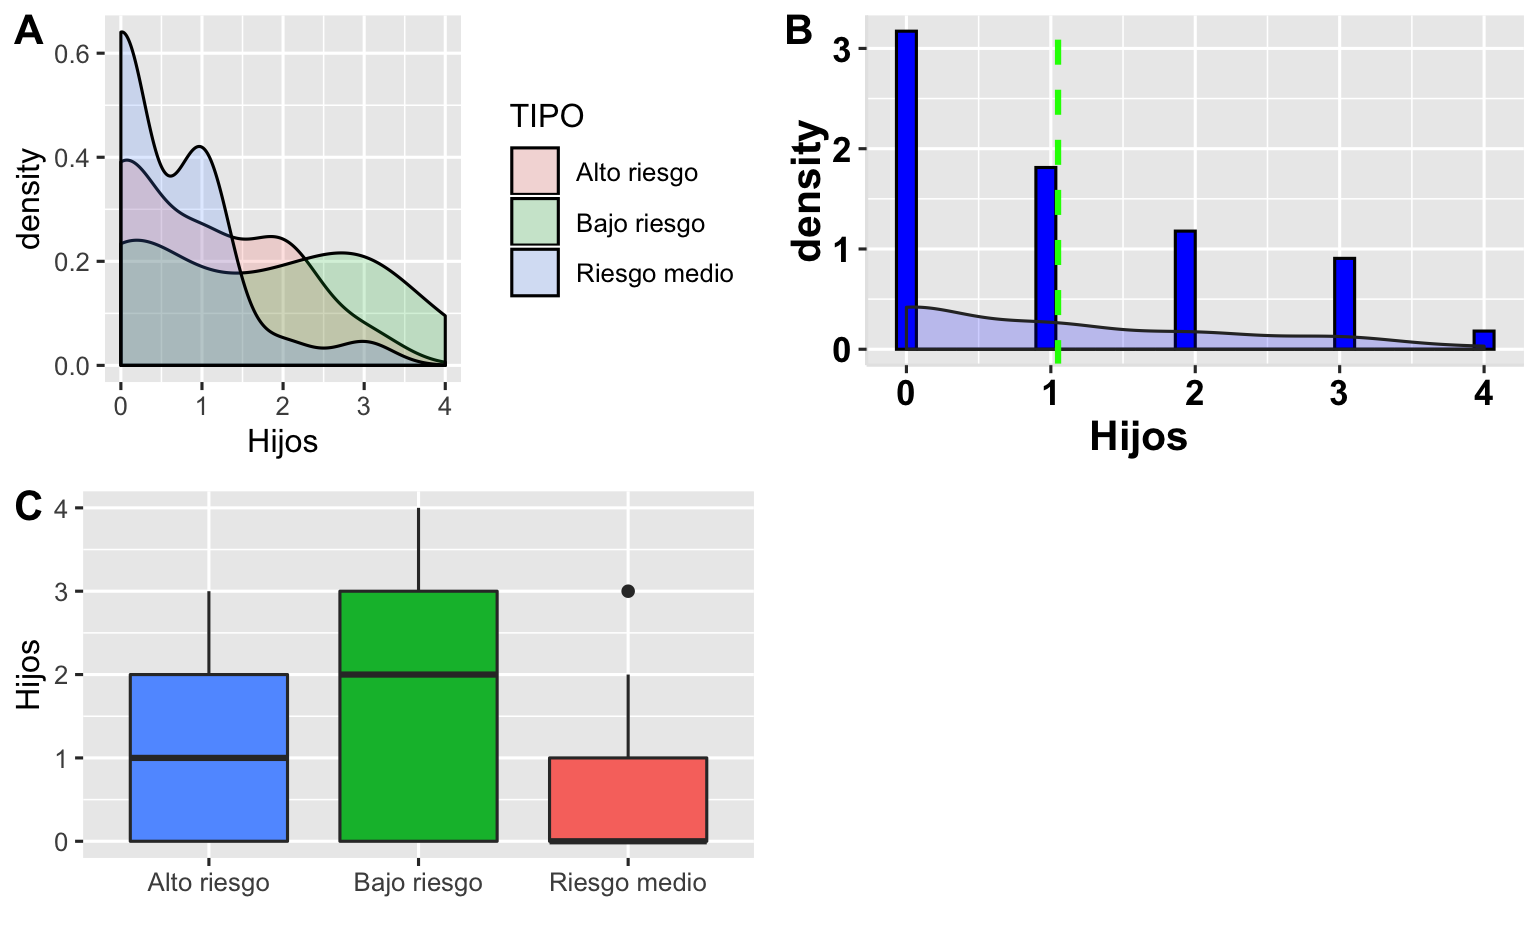 A
density
0.6
0.4
0.2
0.0
0 1 2 3 4
Hijos
TIPO
Alto riesgo
Bajo riesgo
Riesgo medio
B
density
3
2
1
0
0 1 2 3 4
Hijos
C
Hijos
4
3
2
1
0
Alto riesgo Bajo riesgo Riesgo medio